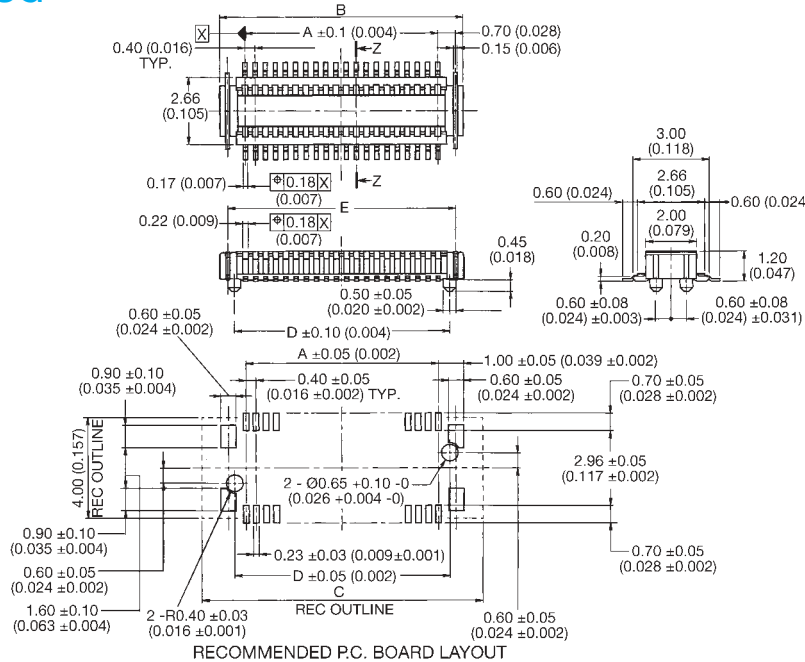 B
X
A ±0.1 (0.004)
0.70 (0.028)
0.40 (0.016)
TYP.
Z
0.15 (0.006)
2.66
(0.105)
0.17 (0.007)
0.18 X
(0.007)
Z
E
0.22 (0.009)
0.18 X
(0.007)
0.45
(0.018)
0.50 ±0.05
(0.020 ±0.002)
D ±0.10 (0.004)
3.00
(0.118)
0.60 (0.024)
2.66
(0.105)
0.60 (0.024
2.00
(0.079)
0.20
(0.008)
1.20
(0.047)
0.60 ±0.08
(0.024) ±0.003)
0.60 ±0.08
(0.024) ±0.031)
0.60 ±0.05
(0.024 ±0.002)
A ±0.05 (0.002)
1.00 ±0.05 (0.039 ±0.002)
0.90 ±0.10
(0.035 ±0.004)
0.40 ±0.05
(0.016 ±0.002) TYP.
0.60 ±0.05
(0.024 ±0.002)
0.70 ±0.05
(0.028 ±0.002)
4.00 (0.157)
REC OUTLINE
2 - Ø0.65 +0.10 -0
(0.026 +0.004 -0)
2.96 ±0.05
(0.117 ±0.002)
0.90 ±0.10
(0.035 ±0.004)
0.23 ±0.03 (0.009±0.001)
0.70 ±0.05
(0.028 ±0.002)
0.60 ±0.05
(0.024 ±0.002)
D ±0.05 (0.002)
C
REC OUTLINE
1.60 ±0.10
(0.063 ±0.004)
2 -R0.40 ±0.03
(0.016 ±0.001)
0.60 ±0.05
(0.024 ±0.002)
RECOMMENDED P.C. BOARD LAYOUT